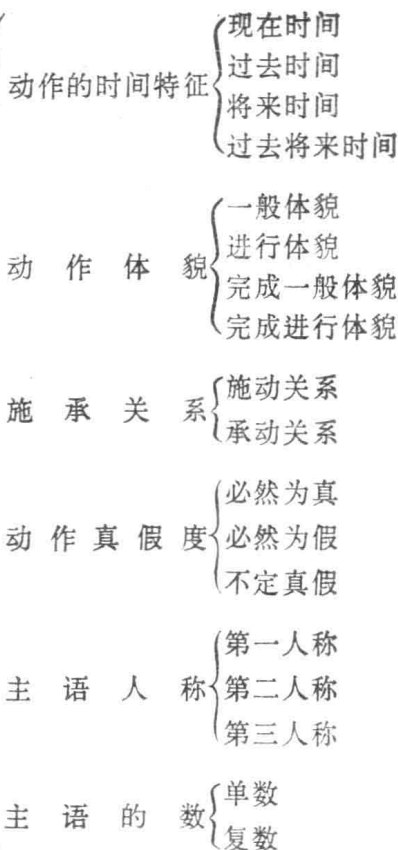 动作的时间特征
现在时间
过去时间
将来时间
过去将来时间
动作体貌
一般体貌
进行体貌
完成一般体貌
完成进行体貌
施承关系
施动关系
承动关系
动作真假度
必然为真
必然为假
不定真假
主语人称
第一人称
第二人称
第三人称
主语的数
单数
复数